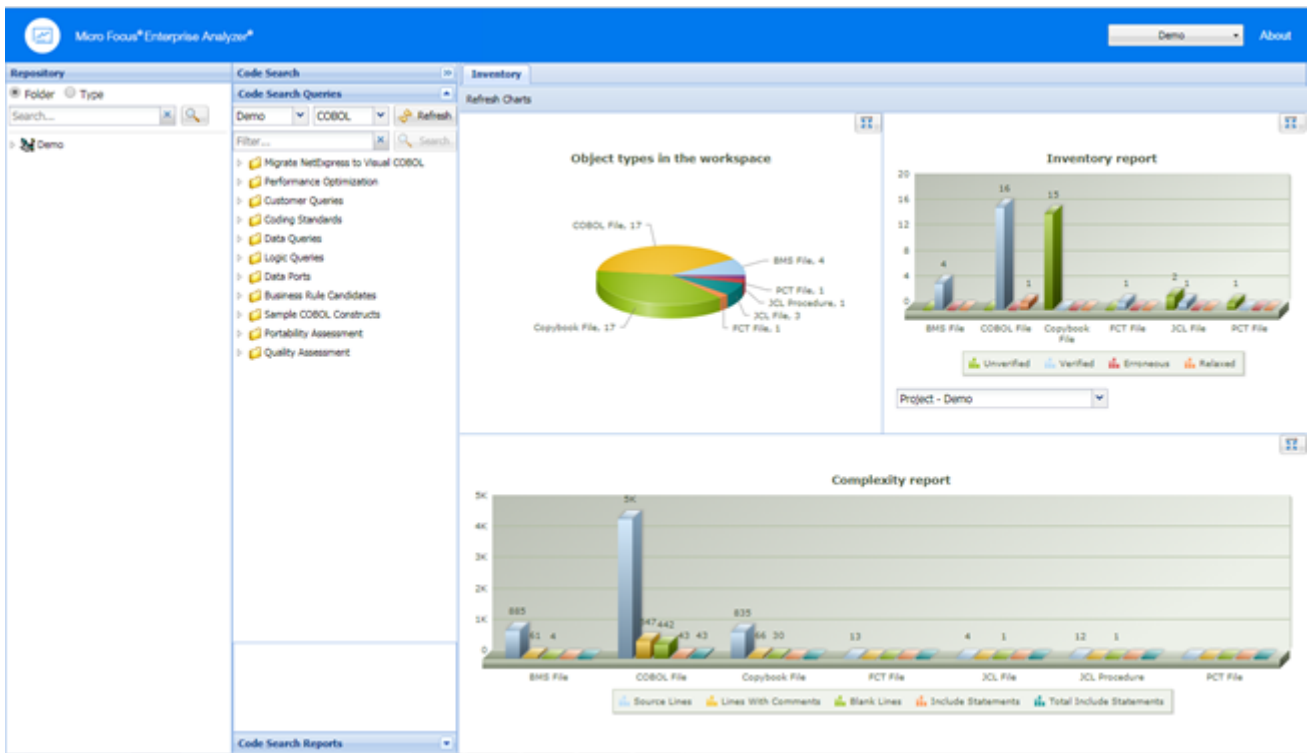 Micro Focus® Enterprise Analyzer®
Demo
About
Repository
Folder Type
Search...
Demo
Code Search
Code Search Queries
Demo COBOL Refresh
Filter... Search
Migrate NetExpress to Visual COBOL
Performance Optimization
Customer Queries
Coding Standards
Data Queries
Logic Queries
Data Ports
Business Rule Candidates
Sample COBOL Constructs
Portability Assessment
Quality Assessment
Code Search Reports
Inventory
Refresh Charts
Object types in the workspace
COBOL File, 17
BMS File, 4
PCT File, 1
JCL Procedure, 1
JCL File, 3
FCT File, 1
Copybook File, 17
Inventory report
20
16
12
8
4
0
4
16
1
15
1
2
1
1
BMS File
COBOL File
Copybook File
FCT File
JCL File
PCT File
Unverified Verified Erroneous Relaxed
Project - Demo
Complexity report
5K
4K
3K
2K
1K
0
885 61 4
5K 547 442 43 43
835 66 30
13
4 1
12 1
BMS File
COBOL File
Copybook File
FCT File
JCL File
JCL Procedure
PCT File
Source Lines Lines With Comments Blank Lines Include Statements Total Include Statements